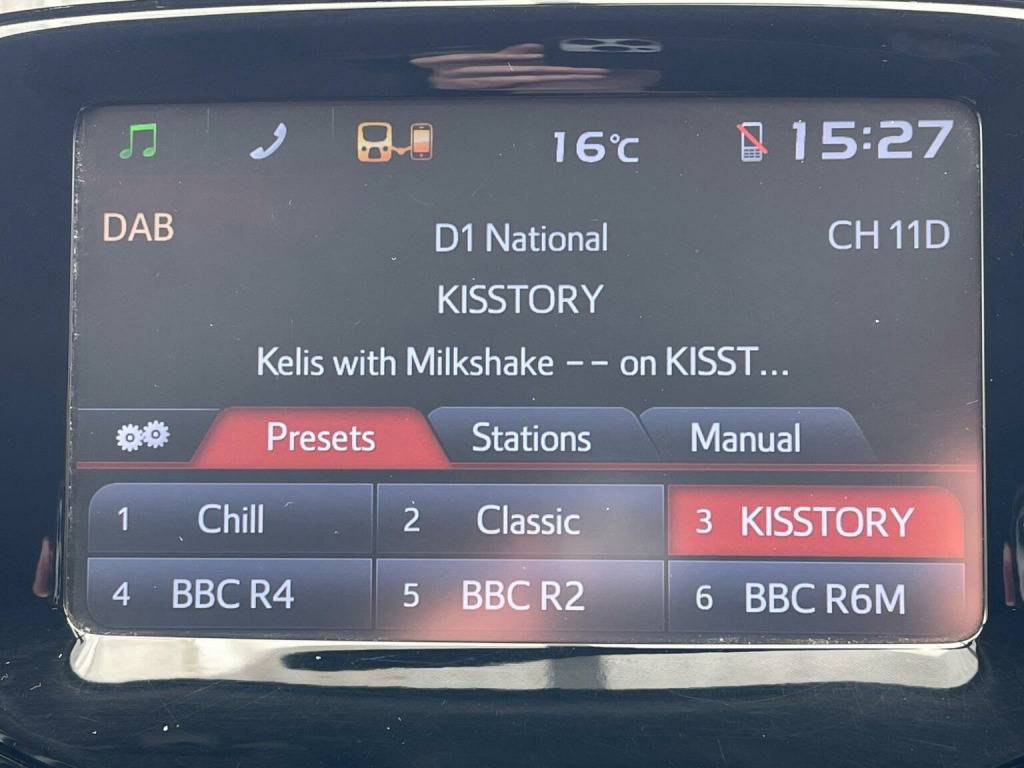 16°C 15:27
DAB D1 National CH 11D
KISSTORY
Kelis with Milkshake -- on KISST...
Presets Stations Manual
1 Chill 2 Classic 3 KISSTORY
4 BBC R4 5 BBC R2 6 BBC R6M